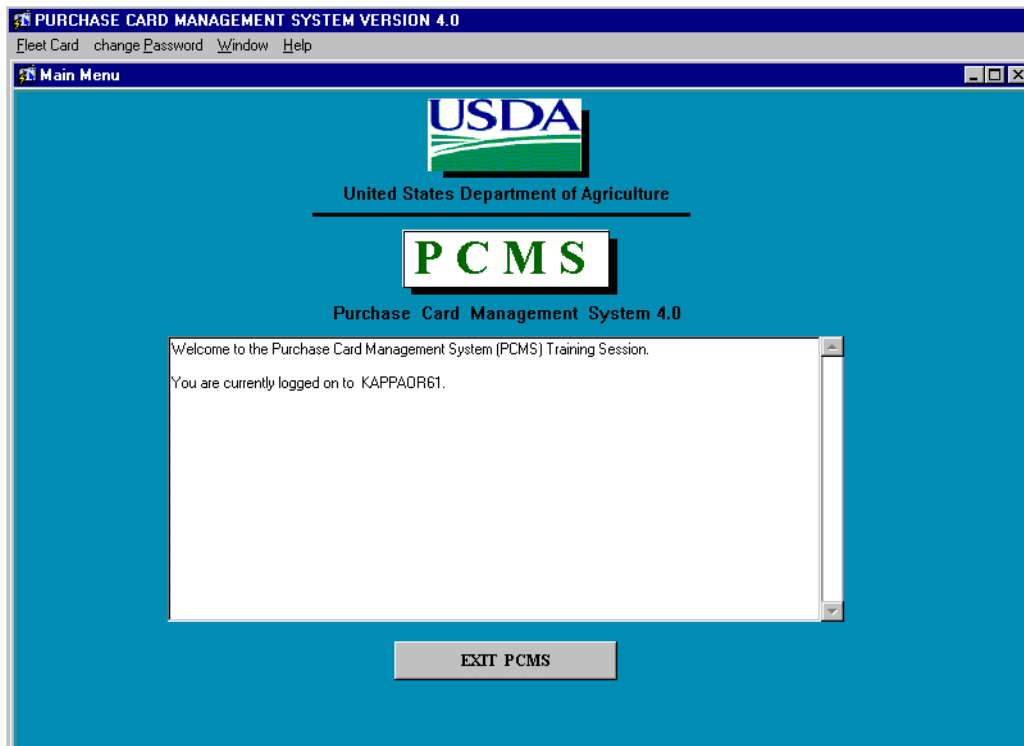 PURCHASE CARD MANAGEMENT SYSTEM VERSION 4.0
Fleet Card change Password Window Help
Main Menu
USDA
United States Department of Agriculture
PCMS
Purchase Card Management System 4.0
Welcome to the Purchase Card Management System (PCMS) Training Session.
You are currently logged on to KAPPAOR61.
EXIT PCMS